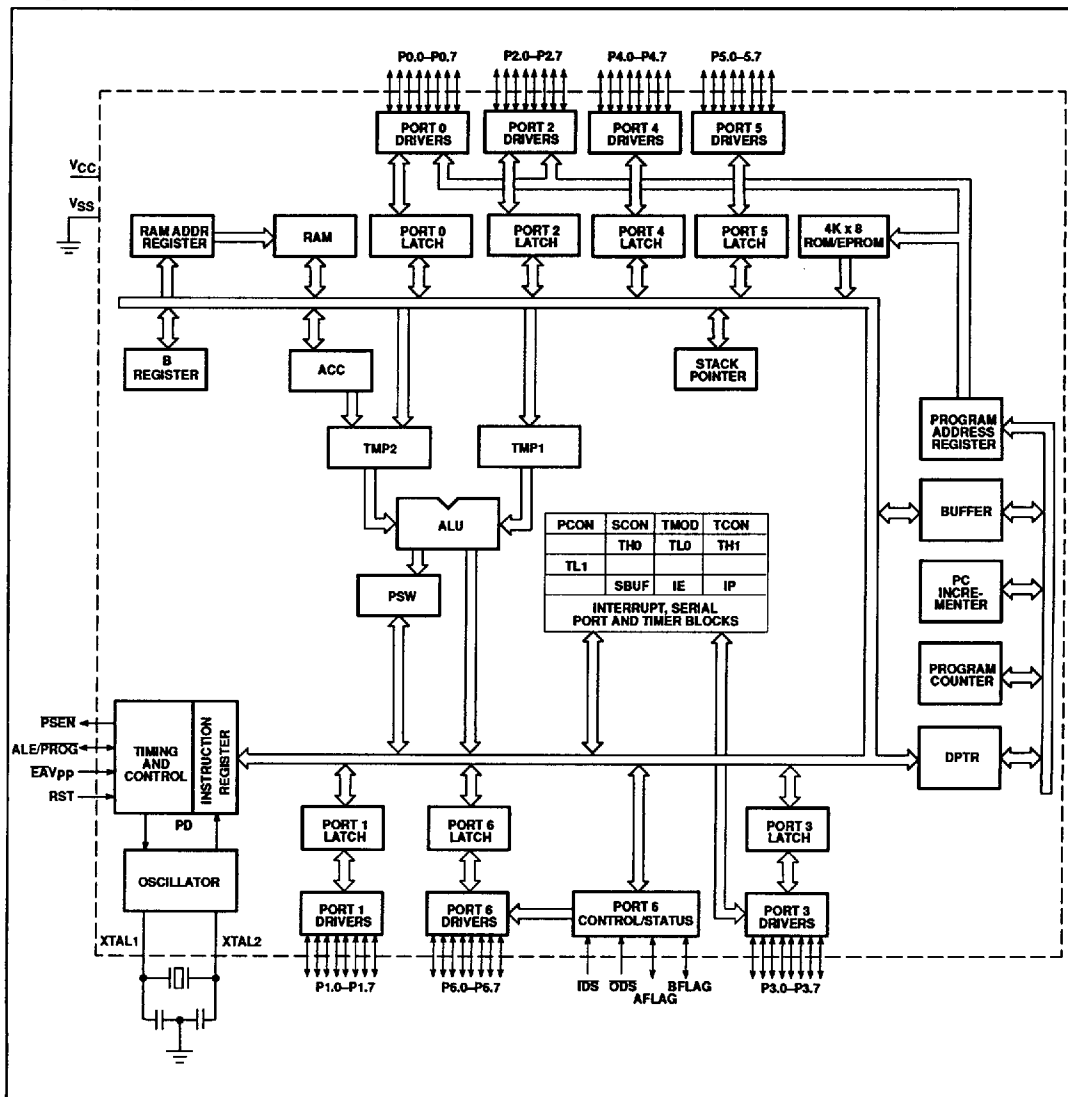 P0.0–P0.7
P2.0–P2.7
P4.0–P4.7
P5.0–5.7
PORT 0
DRIVERS
PORT 2
DRIVERS
PORT 4
DRIVERS
PORT 5
DRIVERS
VCC
VSS
RAM ADDR
REGISTER
RAM
PORT 0
LATCH
PORT 2
LATCH
PORT 4
LATCH
PORT 5
LATCH
4K x 8
ROM/EPROM
B
REGISTER
ACC
STACK
POINTER
TMP2
TMP1
PROGRAM
ADDRESS
REGISTER
ALU
BUFFER
PCON SCON TMOD TCON
TH0 TL0 TH1
TL1
SBUF IE IP
INTERRUPT, SERIAL
PORT AND TIMER BLOCKS
PSW
PC
INCRE-
MENTER
PROGRAM
COUNTER
DPTR
PSEN
ALE/PROG
EAVPP
RST
TIMING
AND
CONTROL
INSTRUCTION
REGISTER
PD
OSCILLATOR
XTAL1
XTAL2
PORT 1
LATCH
PORT 6
LATCH
PORT 3
LATCH
PORT 1
DRIVERS
PORT 6
DRIVERS
PORT 6
CONTROL/STATUS
PORT 3
DRIVERS
P1.0–P1.7
P6.0–P6.7
IDS
ODS
AFLAG
BFLAG
P3.0–P3.7